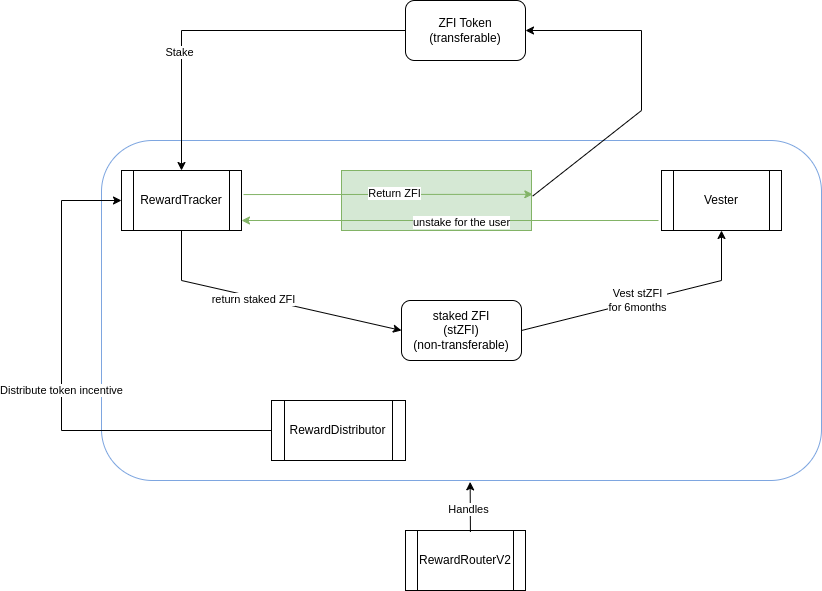 ZFI Token
(transferable)
Stake
RewardTracker
Return ZFI
unstake for the user
Vester
return staked ZFI
staked ZFI
(stZFI)
(non-transferable)
Vest stZFI
for 6months
Distribute token incentive
RewardDistributor
Handles
RewardRouterV2